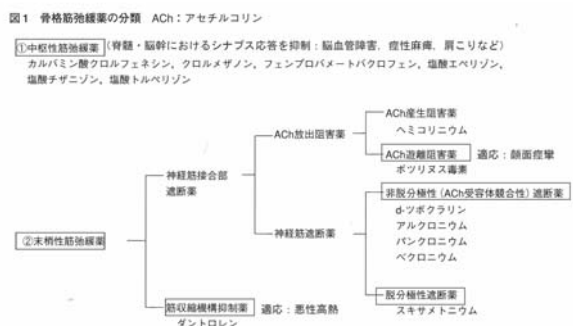 図1 骨格筋弛緩薬の分類 ACh：アセチルコリン
①中枢性筋弛緩薬（脊髄・脳幹におけるシナプス応答を抑制：脳血管障害，痙性麻痺，肩こりなど）
カルバミン酸クロルフェネシン，クロルメザノン，フェンプロバメートバクロフェン，塩酸エペリゾン，
塩酸チザニゾン，塩酸トルペリゾン
ACh産生阻害薬
ヘミコリニウム
ACh放出阻害薬
ACh遊離阻害薬 適応：顔面痙攣
ボツリヌス毒素
神経筋接合部
遮断薬
非脱分極性（ACh受容体競合性）遮断薬
d-ツボクラリン
アルクロニウム
パンクロニウム
ベクロニウム
神経筋遮断薬
②末梢性筋弛緩薬
脱分極性遮断薬
スキサメトニウム
筋収縮機構抑制薬 適応：悪性高熱
ダントロレン